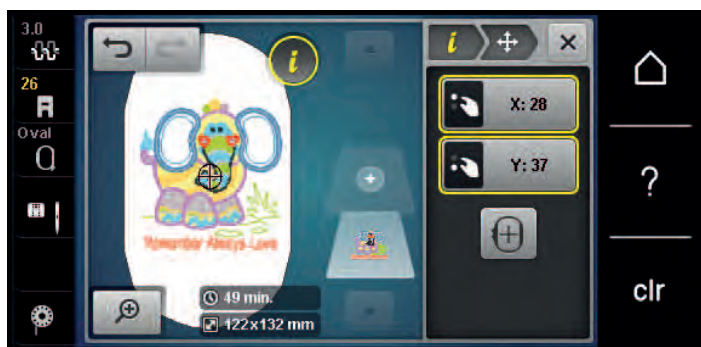 3.0
26
Oval
i
i
X: 28
Y: 37
Remember Always Love
49 min.
122x132 mm
?
clr